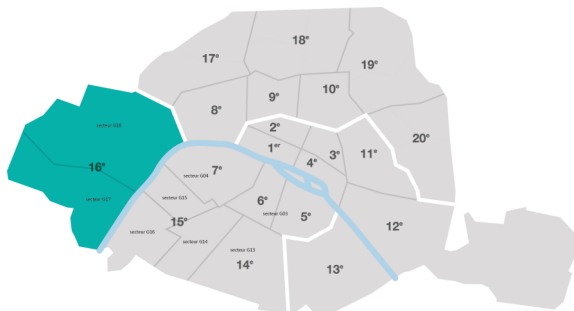 18e
17e
19e
10e
9e
8e
secteur G18
2e
20e
1er
3e
11e
4e
16e
7e
secteur G04
secteur G17
secteur G15
6e
secteur G03
5e
15e
12e
secteur G16
secteur G14
secteur G13
14e
13e